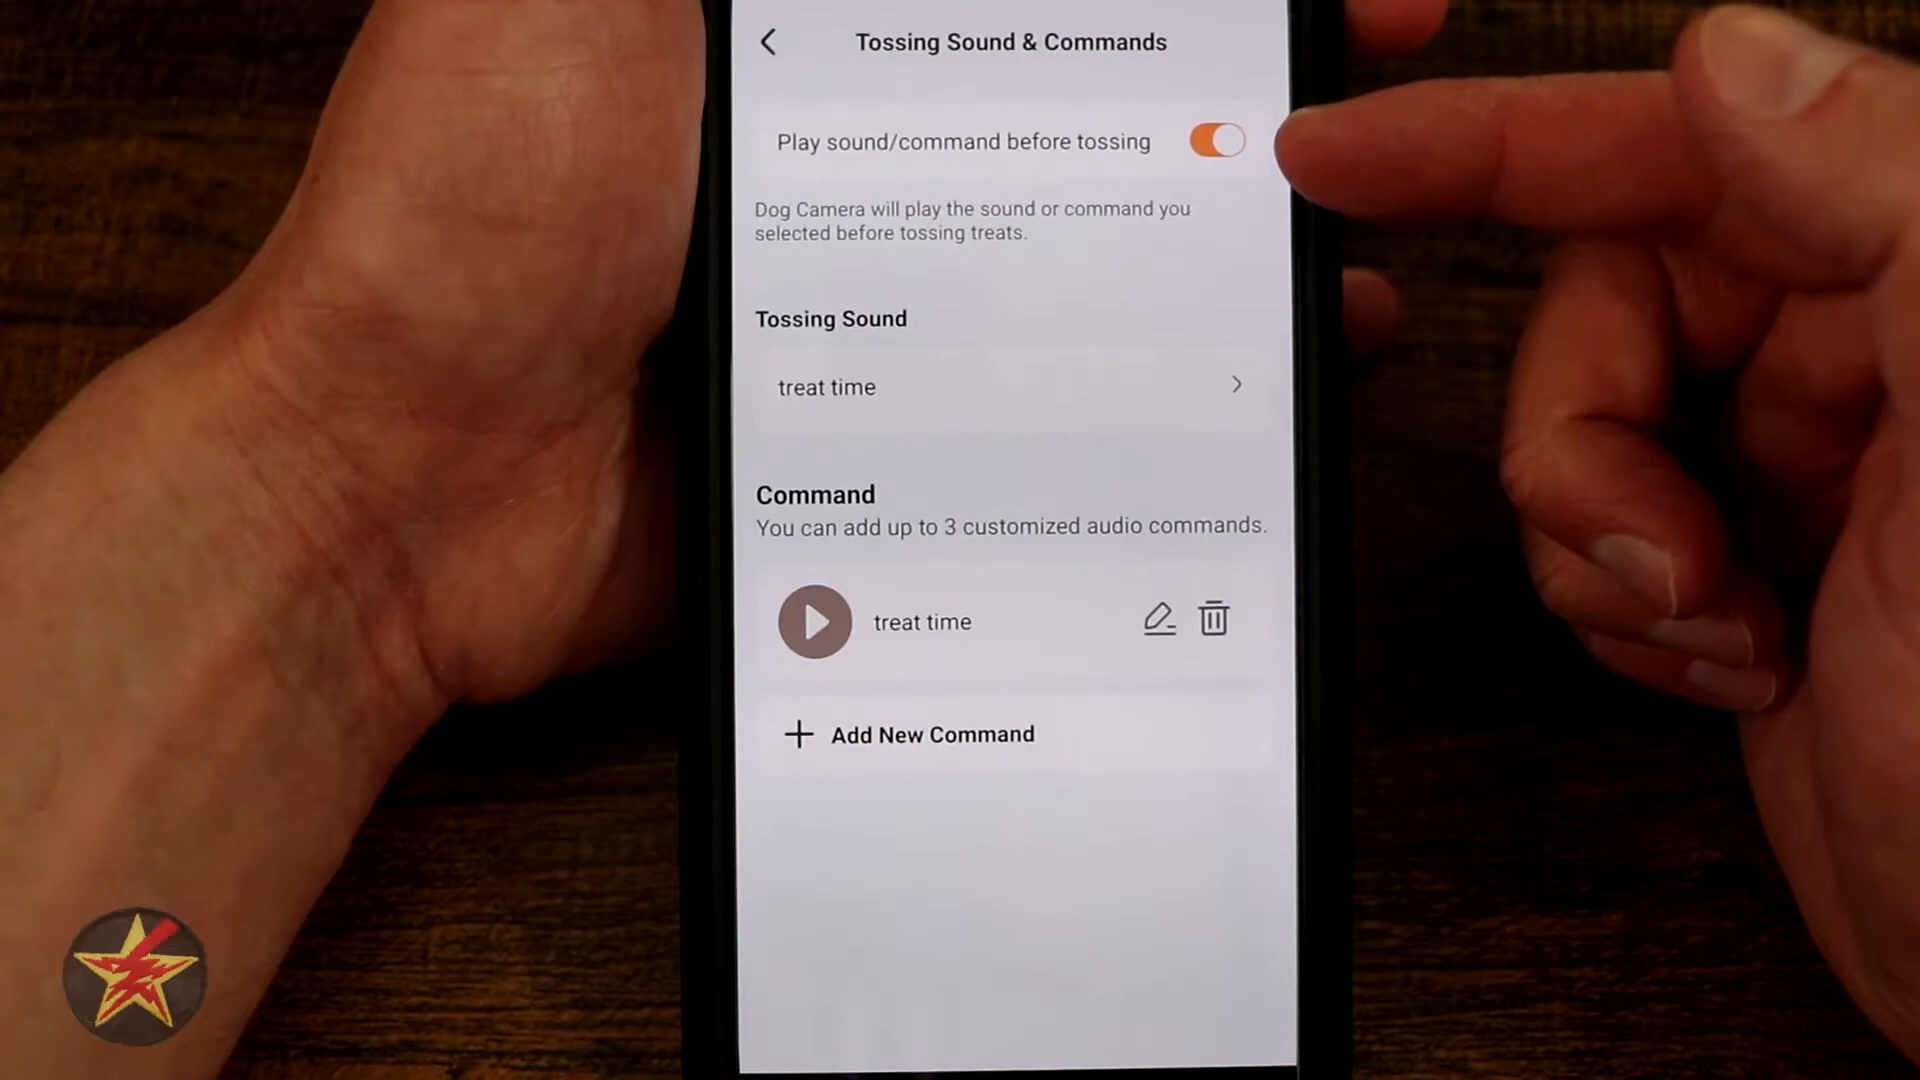 Tossing Sound & Commands
Play sound/command before tossing
Dog Camera will play the sound or command you
selected before tossing treats.
Tossing Sound
treat time
Command
You can add up to 3 customized audio commands.
treat time
Add New Command